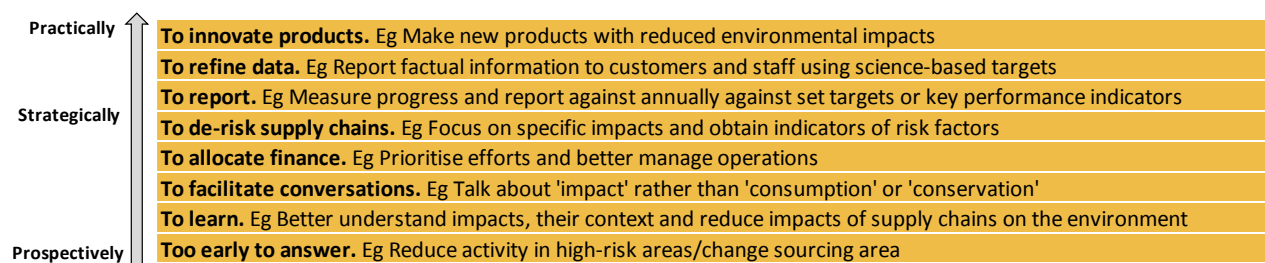 Practically
To innovate products. Eg Make new products with reduced environmental impacts
To refine data. Eg Report factual information to customers and staff using science-based targets
To report. Eg Measure progress and report against annually against set targets or key performance indicators
Strategically
To de-risk supply chains. Eg Focus on specific impacts and obtain indicators of risk factors
To allocate finance. Eg Prioritise efforts and better manage operations
To facilitate conversations. Eg Talk about 'impact' rather than 'consumption' or 'conservation'
To learn. Eg Better understand impacts, their context and reduce impacts of supply chains on the environment
Prospectively
Too early to answer. Eg Reduce activity in high-risk areas/change sourcing area